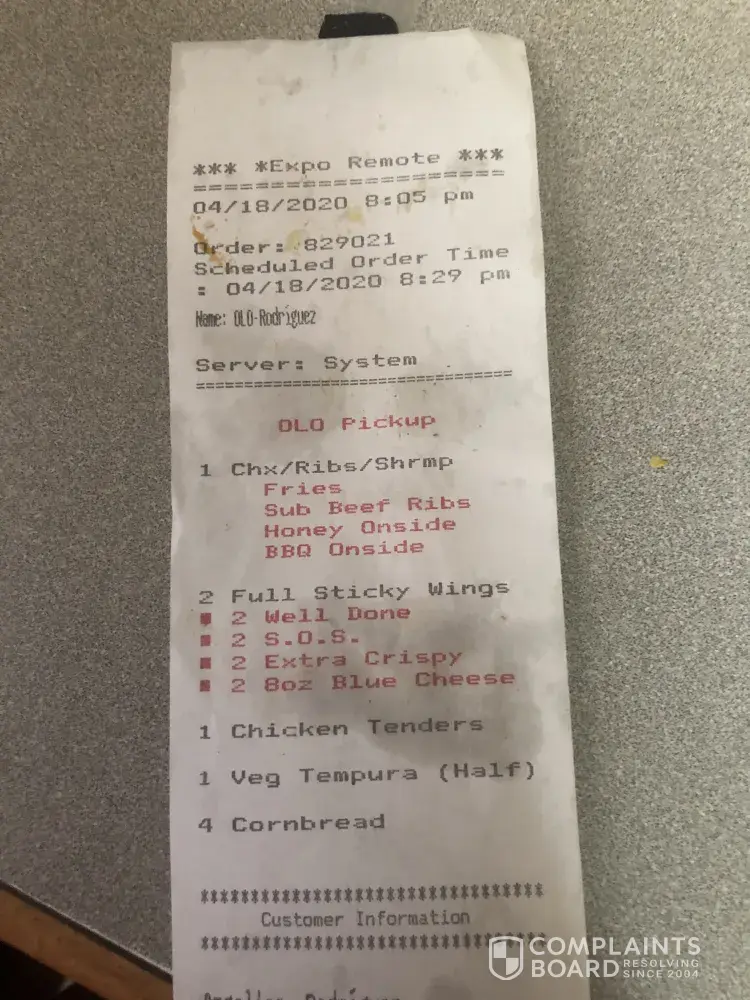 *** *Expo Remote ***
====================
04/18/2020 8:05 pm
Order: 829021
Scheduled Order Time
: 04/18/2020 8:29 pm
Name: OLO-Rodríguez
Server: System
OLO Pickup
1 Chx/Ribs/Shrmp
Fries
Sub Beef Ribs
Honey Onside
BBQ Onside
2 Full Sticky Wings
2 Well Done
2 S.O.S.
2 Extra Crispy
2 8oz Blue Cheese
1 Chicken Tenders
1 Veg Tempura (Half)
4 Cornbread
Customer Information
COMPLAINTS
BOARD RESOLVING SINCE 2004